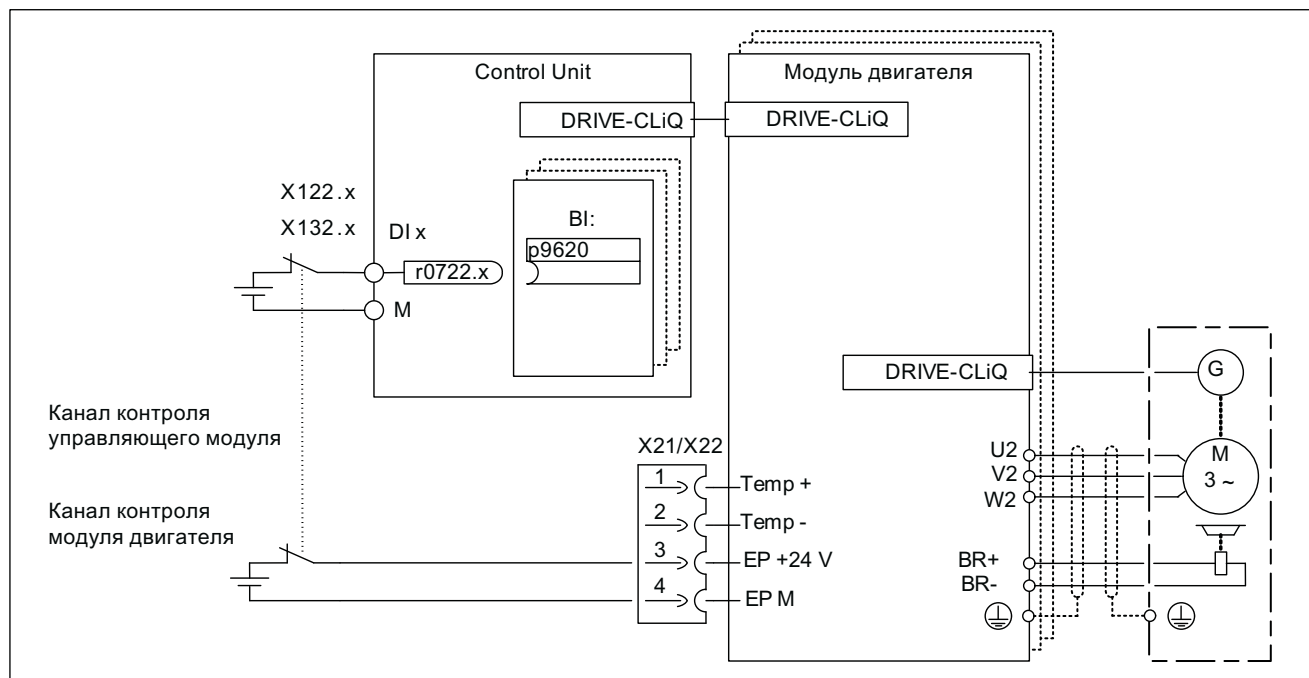 Control Unit
Модуль двигателя
DRIVE-CLiQ
DRIVE-CLiQ
X122.x
X132.x
DI x
BI:
p9620
r0722.x
M
DRIVE-CLiQ
G
Канал контроля
управляющего модуля
X21/X22
U2
V2
W2
M
3 ~
1
Temp +
2
Temp -
Канал контроля
модуля двигателя
3
EP +24 V
BR+
BR-
4
EP M